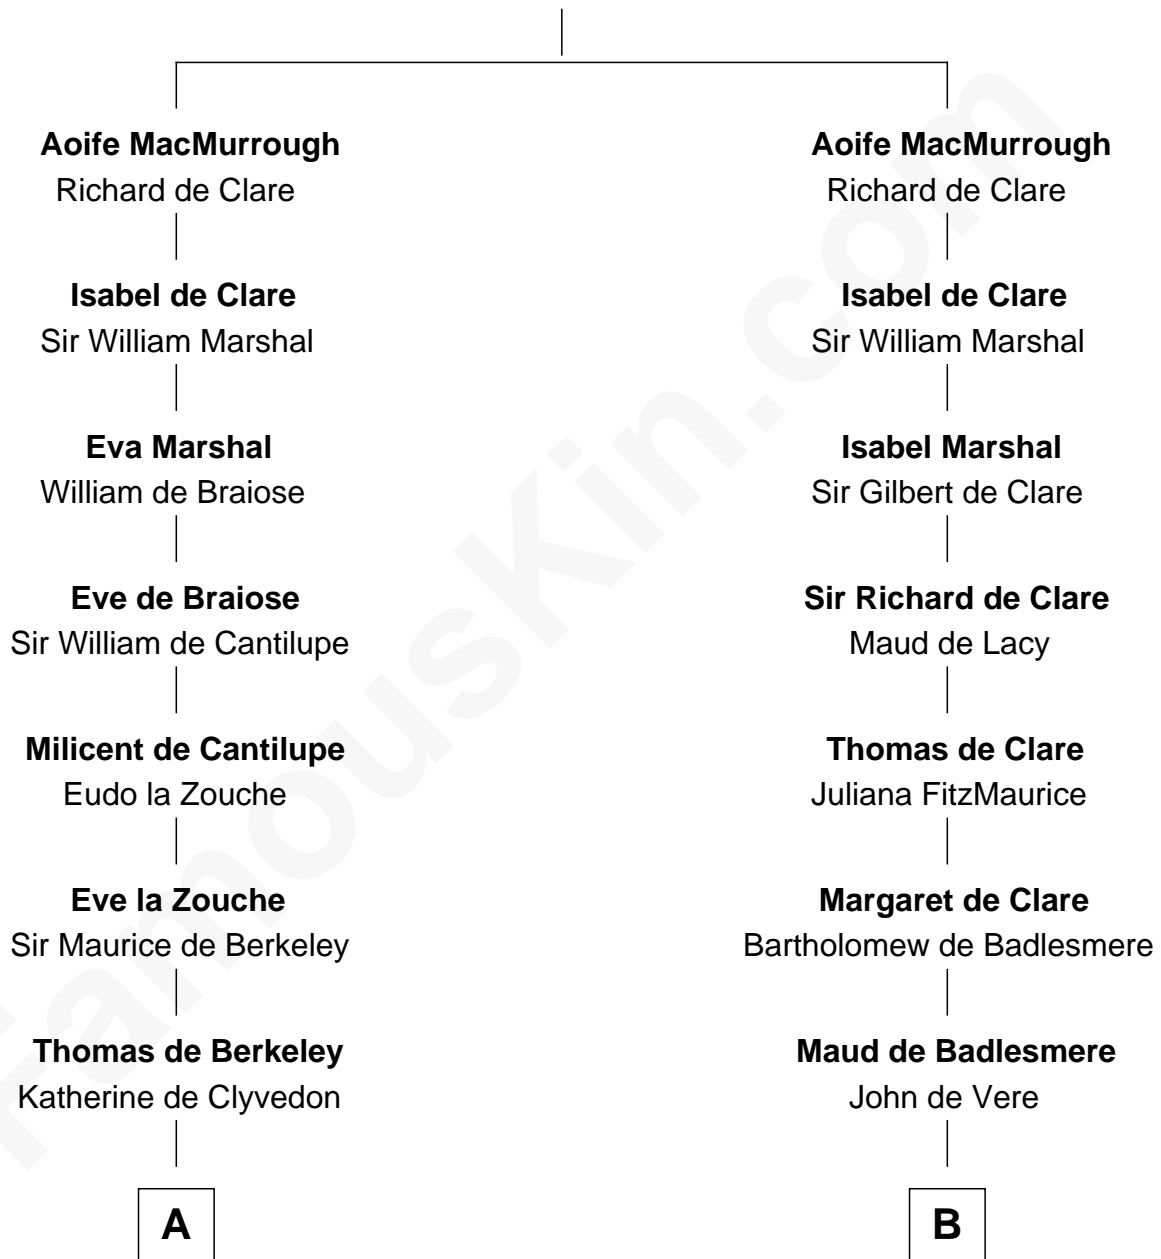 Aoife MacMurrough
Richard de Clare
Isabel de Clare
Sir William Marshal
Eva Marshal
William de Braiose
Eve de Braiose
Sir William de Cantilupe
Milicent de Cantilupe
Eudo la Zouche
Eve la Zouche
Sir Maurice de Berkeley
Thomas de Berkeley
Katherine de Clyvedon
A
Aoife MacMurrough
Richard de Clare
Isabel de Clare
Sir William Marshal
Isabel Marshal
Sir Gilbert de Clare
Sir Richard de Clare
Maud de Lacy
Thomas de Clare
Juliana FitzMaurice
Margaret de Clare
Bartholomew de Badlesmere
Maud de Badlesmere
John de Vere
B
FamousKin.com